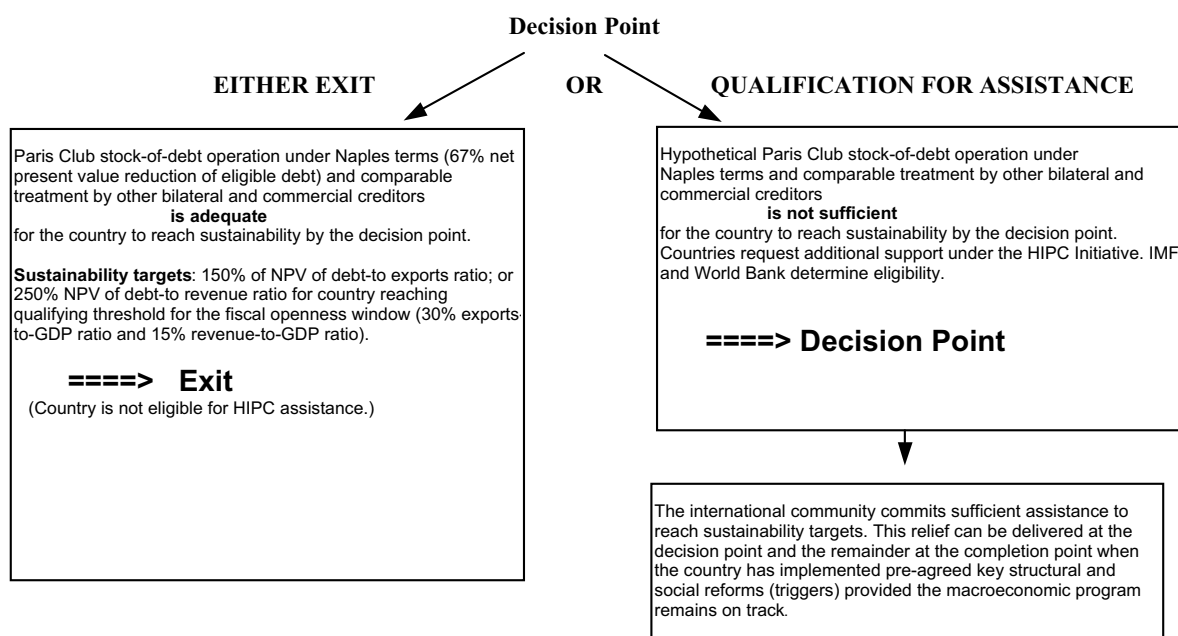 Decision Point
EITHER EXIT
OR
QUALIFICATION FOR ASSISTANCE
Paris Club stock-of-debt operation under Naples terms (67% net
present value reduction of eligible debt) and comparable
treatment by other bilateral and commercial creditors
is adequate
for the country to reach sustainability by the decision point.
Sustainability targets: 150% of NPV of debt-to exports ratio; or
250% NPV of debt-to revenue ratio for country reaching
qualifying threshold for the fiscal openness window (30% exports-
to-GDP ratio and 15% revenue-to-GDP ratio).
====> Exit
(Country is not eligible for HIPC assistance.)
Hypothetical Paris Club stock-of-debt operation under
Naples terms and comparable treatment by other bilateral and
commercial creditors
is not sufficient
for the country to reach sustainability by the decision point.
Countries request additional support under the HIPC Initiative. IMF
and World Bank determine eligibility.
====> Decision Point
The international community commits sufficient assistance to
reach sustainability targets. This relief can be delivered at the
decision point and the remainder at the completion point when
the country has implemented pre-agreed key structural and
social reforms (triggers) provided the macroeconomic program
remains on track.